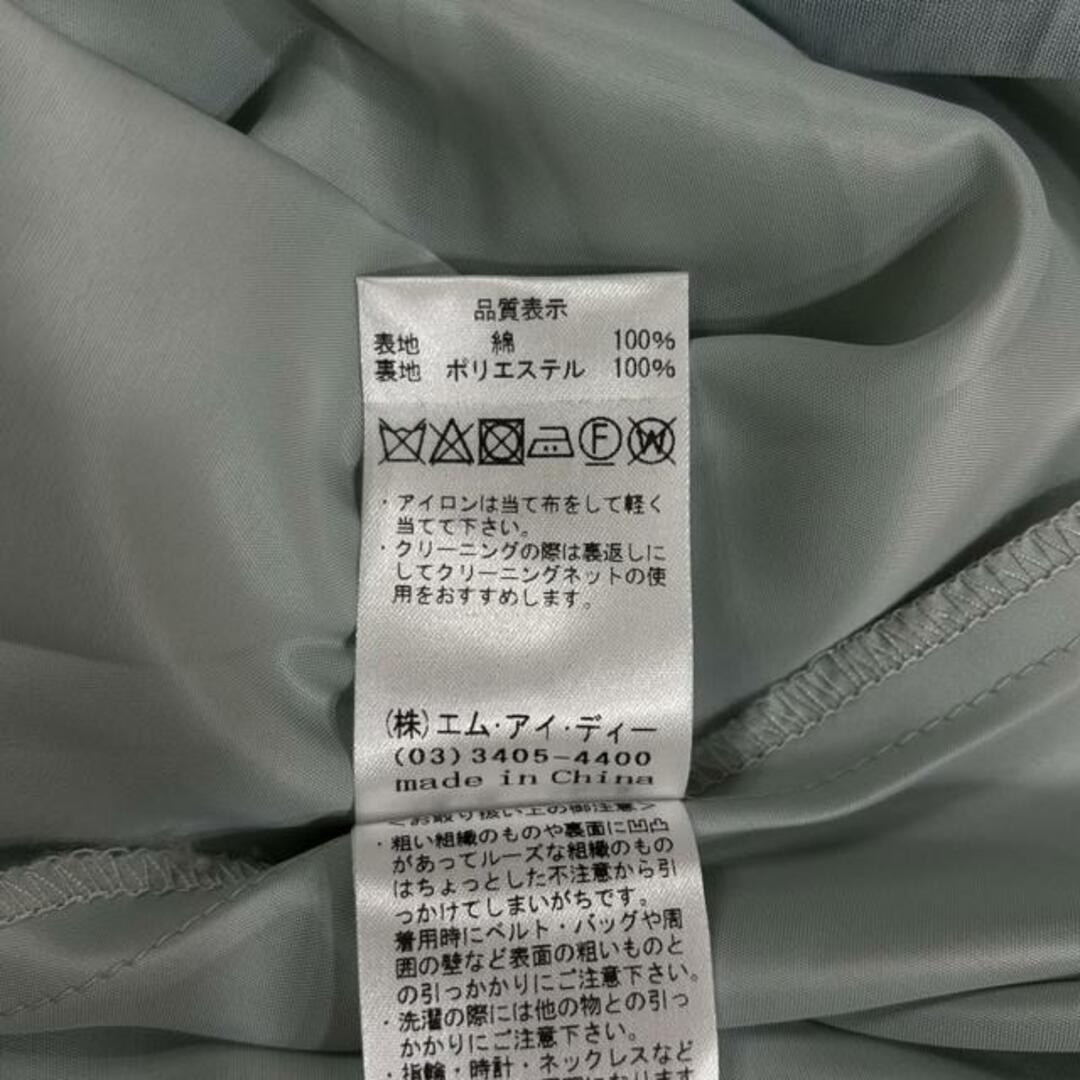 品質表示
表地 綿 100%
裏地 ポリエステル 100%
F W
・アイロンは当て布をして軽く
当てて下さい。
・クリーニングの際は裏返しに
してクリーニングネットの使
用をおすすめします。
(株)エム・アイ・ディー
(03)3405-4400
made in China
<お取り扱い上の御注意>
・粗い組織のものや裏面に凹凸
があってルーズな組織のもの
はちょっとした不注意から引
っかけてしまいがちです。
着用時にベルト・バッグや周
囲の壁など表面の粗いものと
の引っかかりにご注意下さい。
・洗濯の際には他の物との引っ
かかりにご注意下さい。
・指輪・時計・ネックレスなど